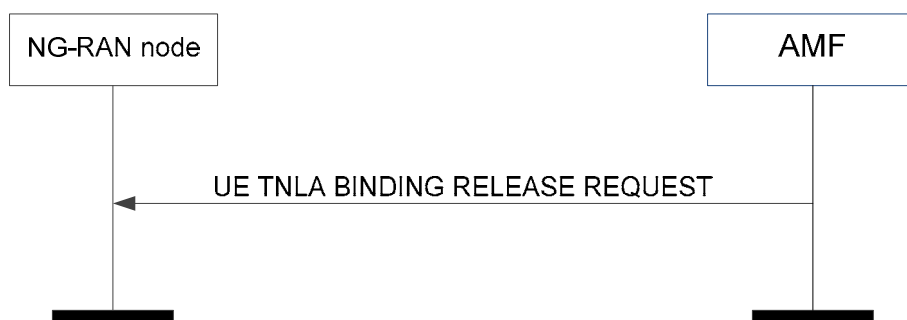 NG-RAN node
AMF
UE TNLA BINDING RELEASE REQUEST